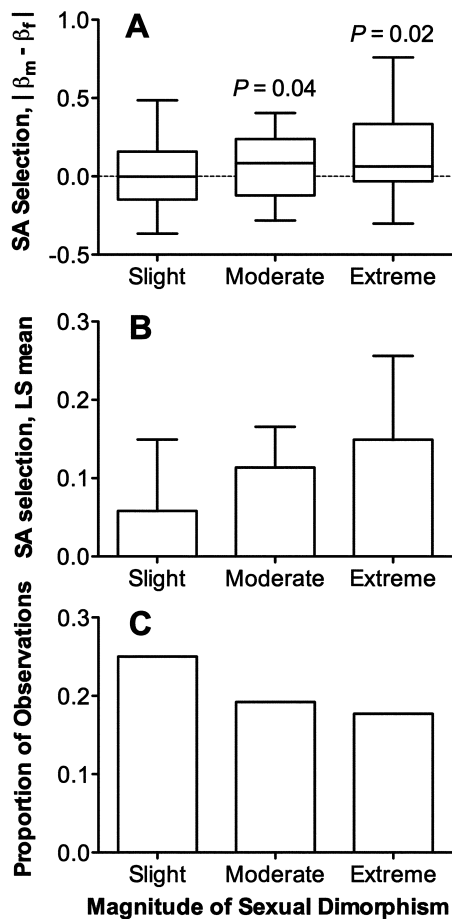 A
SA Selection, | βm - βf |
1.0
0.5
0.0
-0.5
P = 0.04
P = 0.02
Slight
Moderate
Extreme
B
SA selection, LS mean
0.3
0.2
0.1
0.0
Slight
Moderate
Extreme
C
Proportion of Observations
0.3
0.2
0.1
0.0
Slight
Moderate
Extreme
Magnitude of Sexual Dimorphism